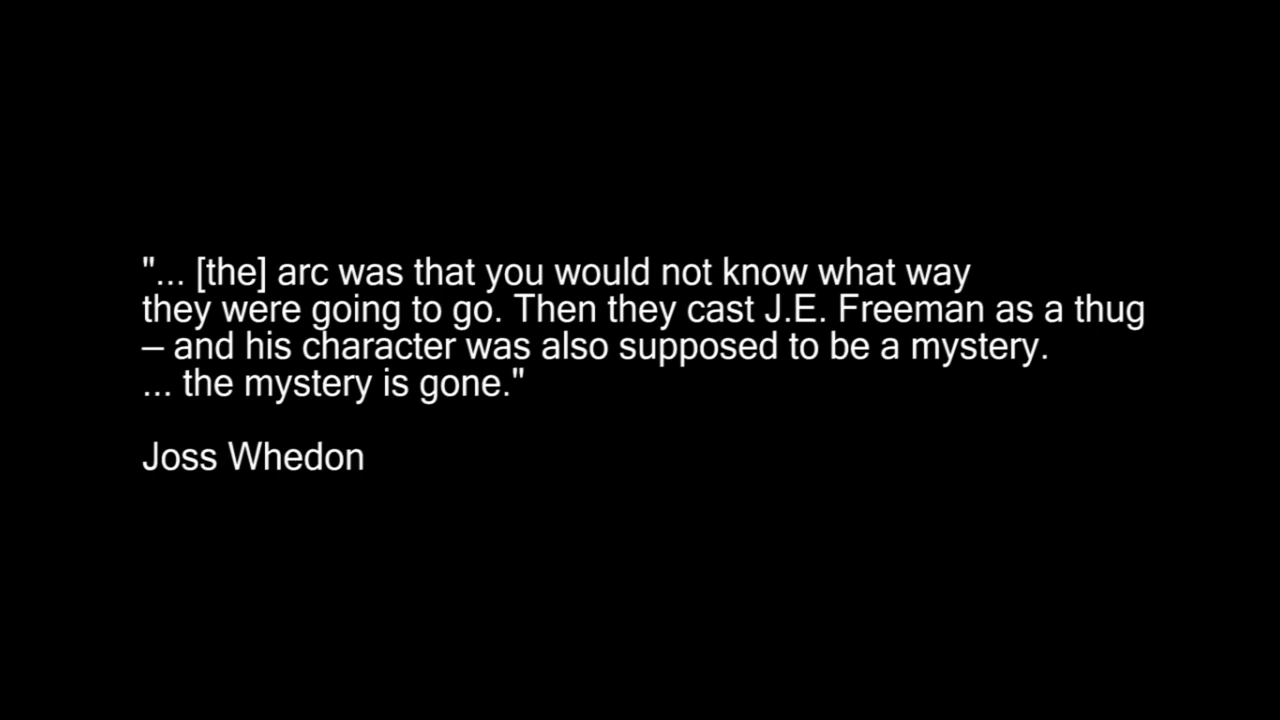 "... [the] arc was that you would not know what way
they were going to go. Then they cast J.E. Freeman as a thug
– and his character was also supposed to be a mystery.
... the mystery is gone."
Joss Whedon